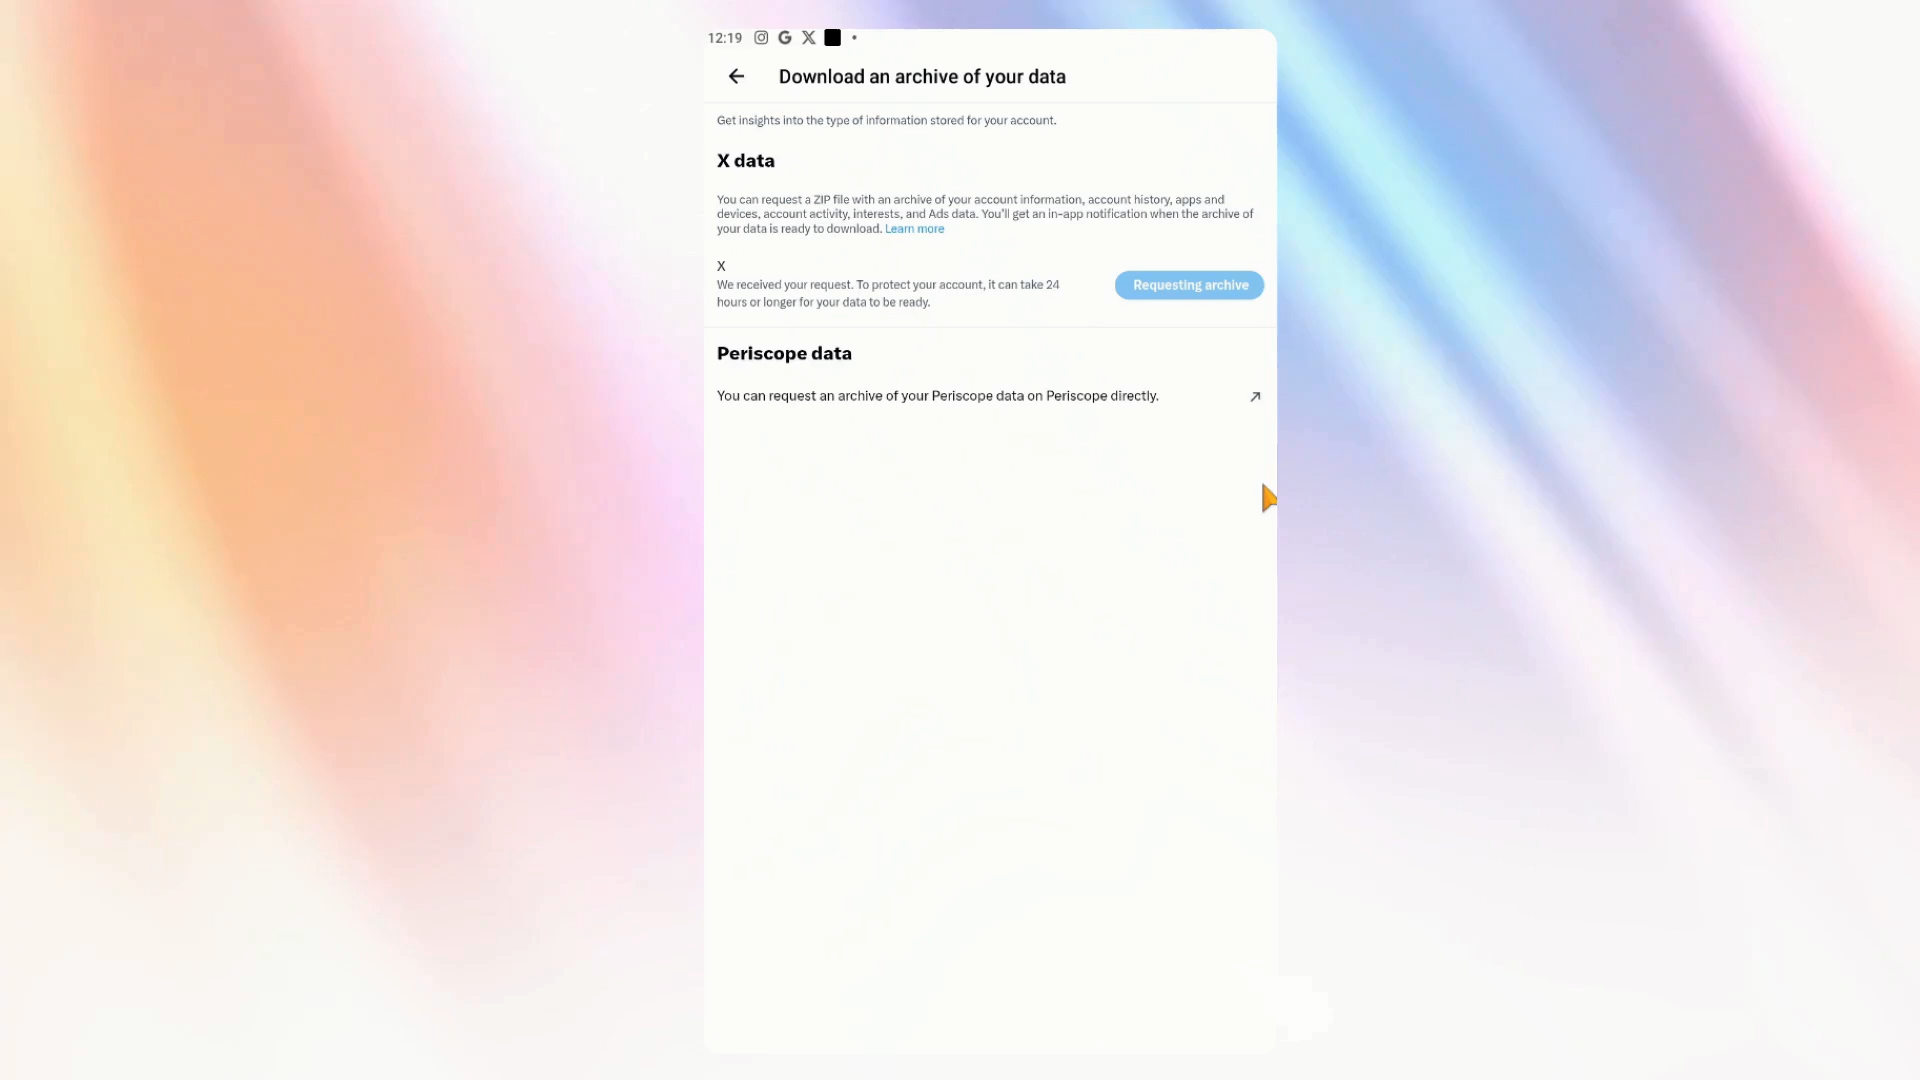 12:19
Download an archive of your data
Get insights into the type of information stored for your account.
X data
You can request a ZIP file with an archive of your account information, account history, apps and
devices, account activity, interests, and Ads data. You'll get an in-app notification when the archive of
your data is ready to download. Learn more
X
We received your request. To protect your account, it can take 24
hours or longer for your data to be ready.
Requesting archive
Periscope data
You can request an archive of your Periscope data on Periscope directly.